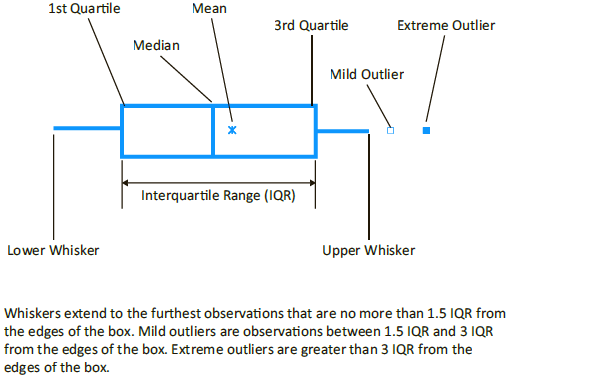 1st Quartile
Mean
3rd Quartile
Extreme Outlier
Median
Mild Outlier
Interquartile Range (IQR)
Lower Whisker
Upper Whisker
Whiskers extend to the furthest observations that are no more than 1.5 IQR from
the edges of the box. Mild outliers are observations between 1.5 IQR and 3 IQR
from the edges of the box. Extreme outliers are greater than 3 IQR from the
edges of the box.